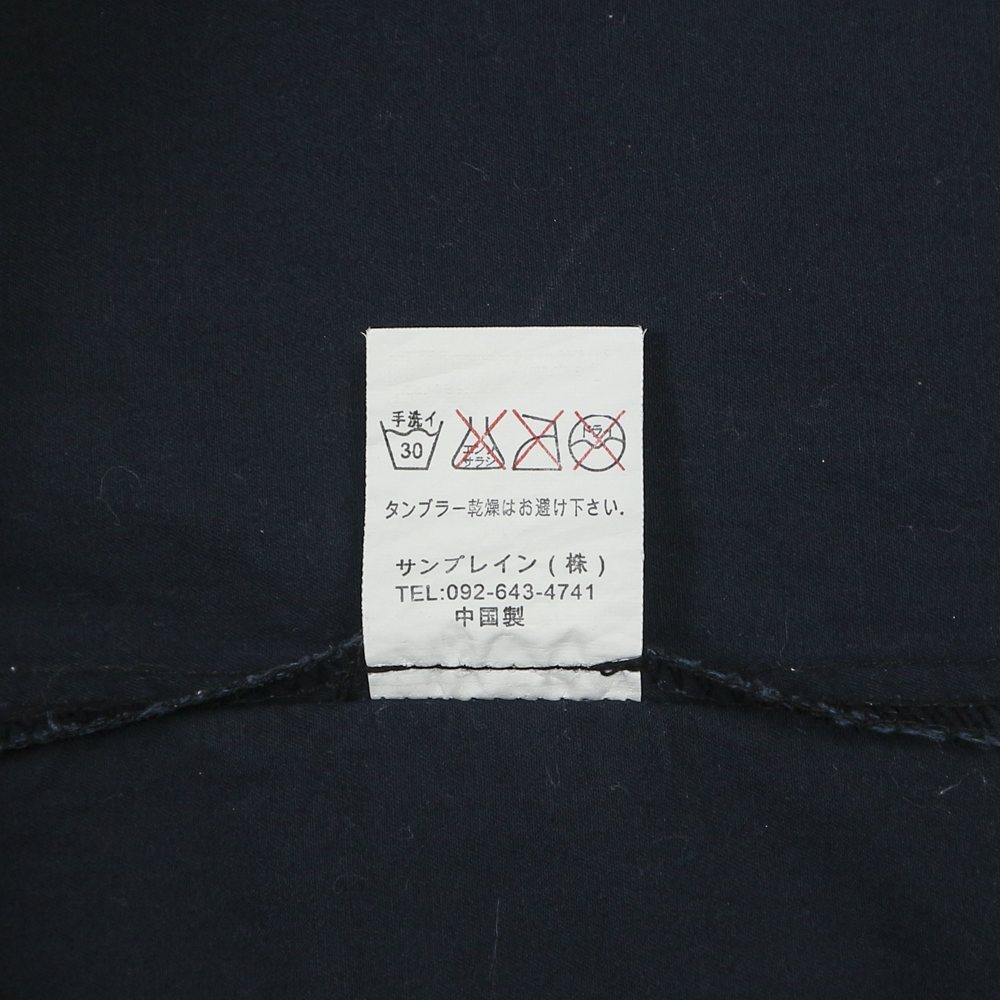 手洗イ
30
エンソ
サラシ
ドライ
タンブラー乾燥はお避け下さい.
サンプレイン(株)
TEL:092-643-4741
中国製